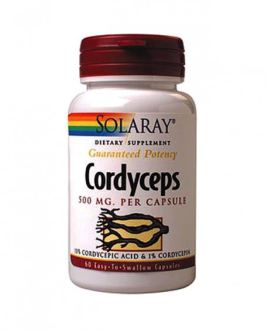 SOLARAY®
DIETARY SUPPLEMENT
Guaranteed Potency
Cordyceps
500 MG. PER CAPSULE
10% CORDYCEPIC ACID & 1% CORDYCEPIN
60 Easy-To-Swallow Capsules